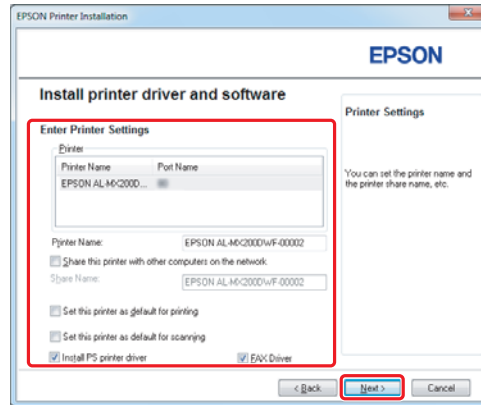 EPSON Printer Installation
EPSON
Install printer driver and software
Enter Printer Settings
Printer
Printer Name Port Name
EPSON AL-MX200D...
Printer Name: EPSON AL-MX200DWF-00002
Share this printer with other computers on the network
Share Name: EPSON AL-MX200DWF-00002
Set this printer as default for printing
Set this printer as default for scanning
Install PS printer driver FAX Driver
Printer Settings
You can set the printer name and
the printer share name, etc.
< Back Next > Cancel